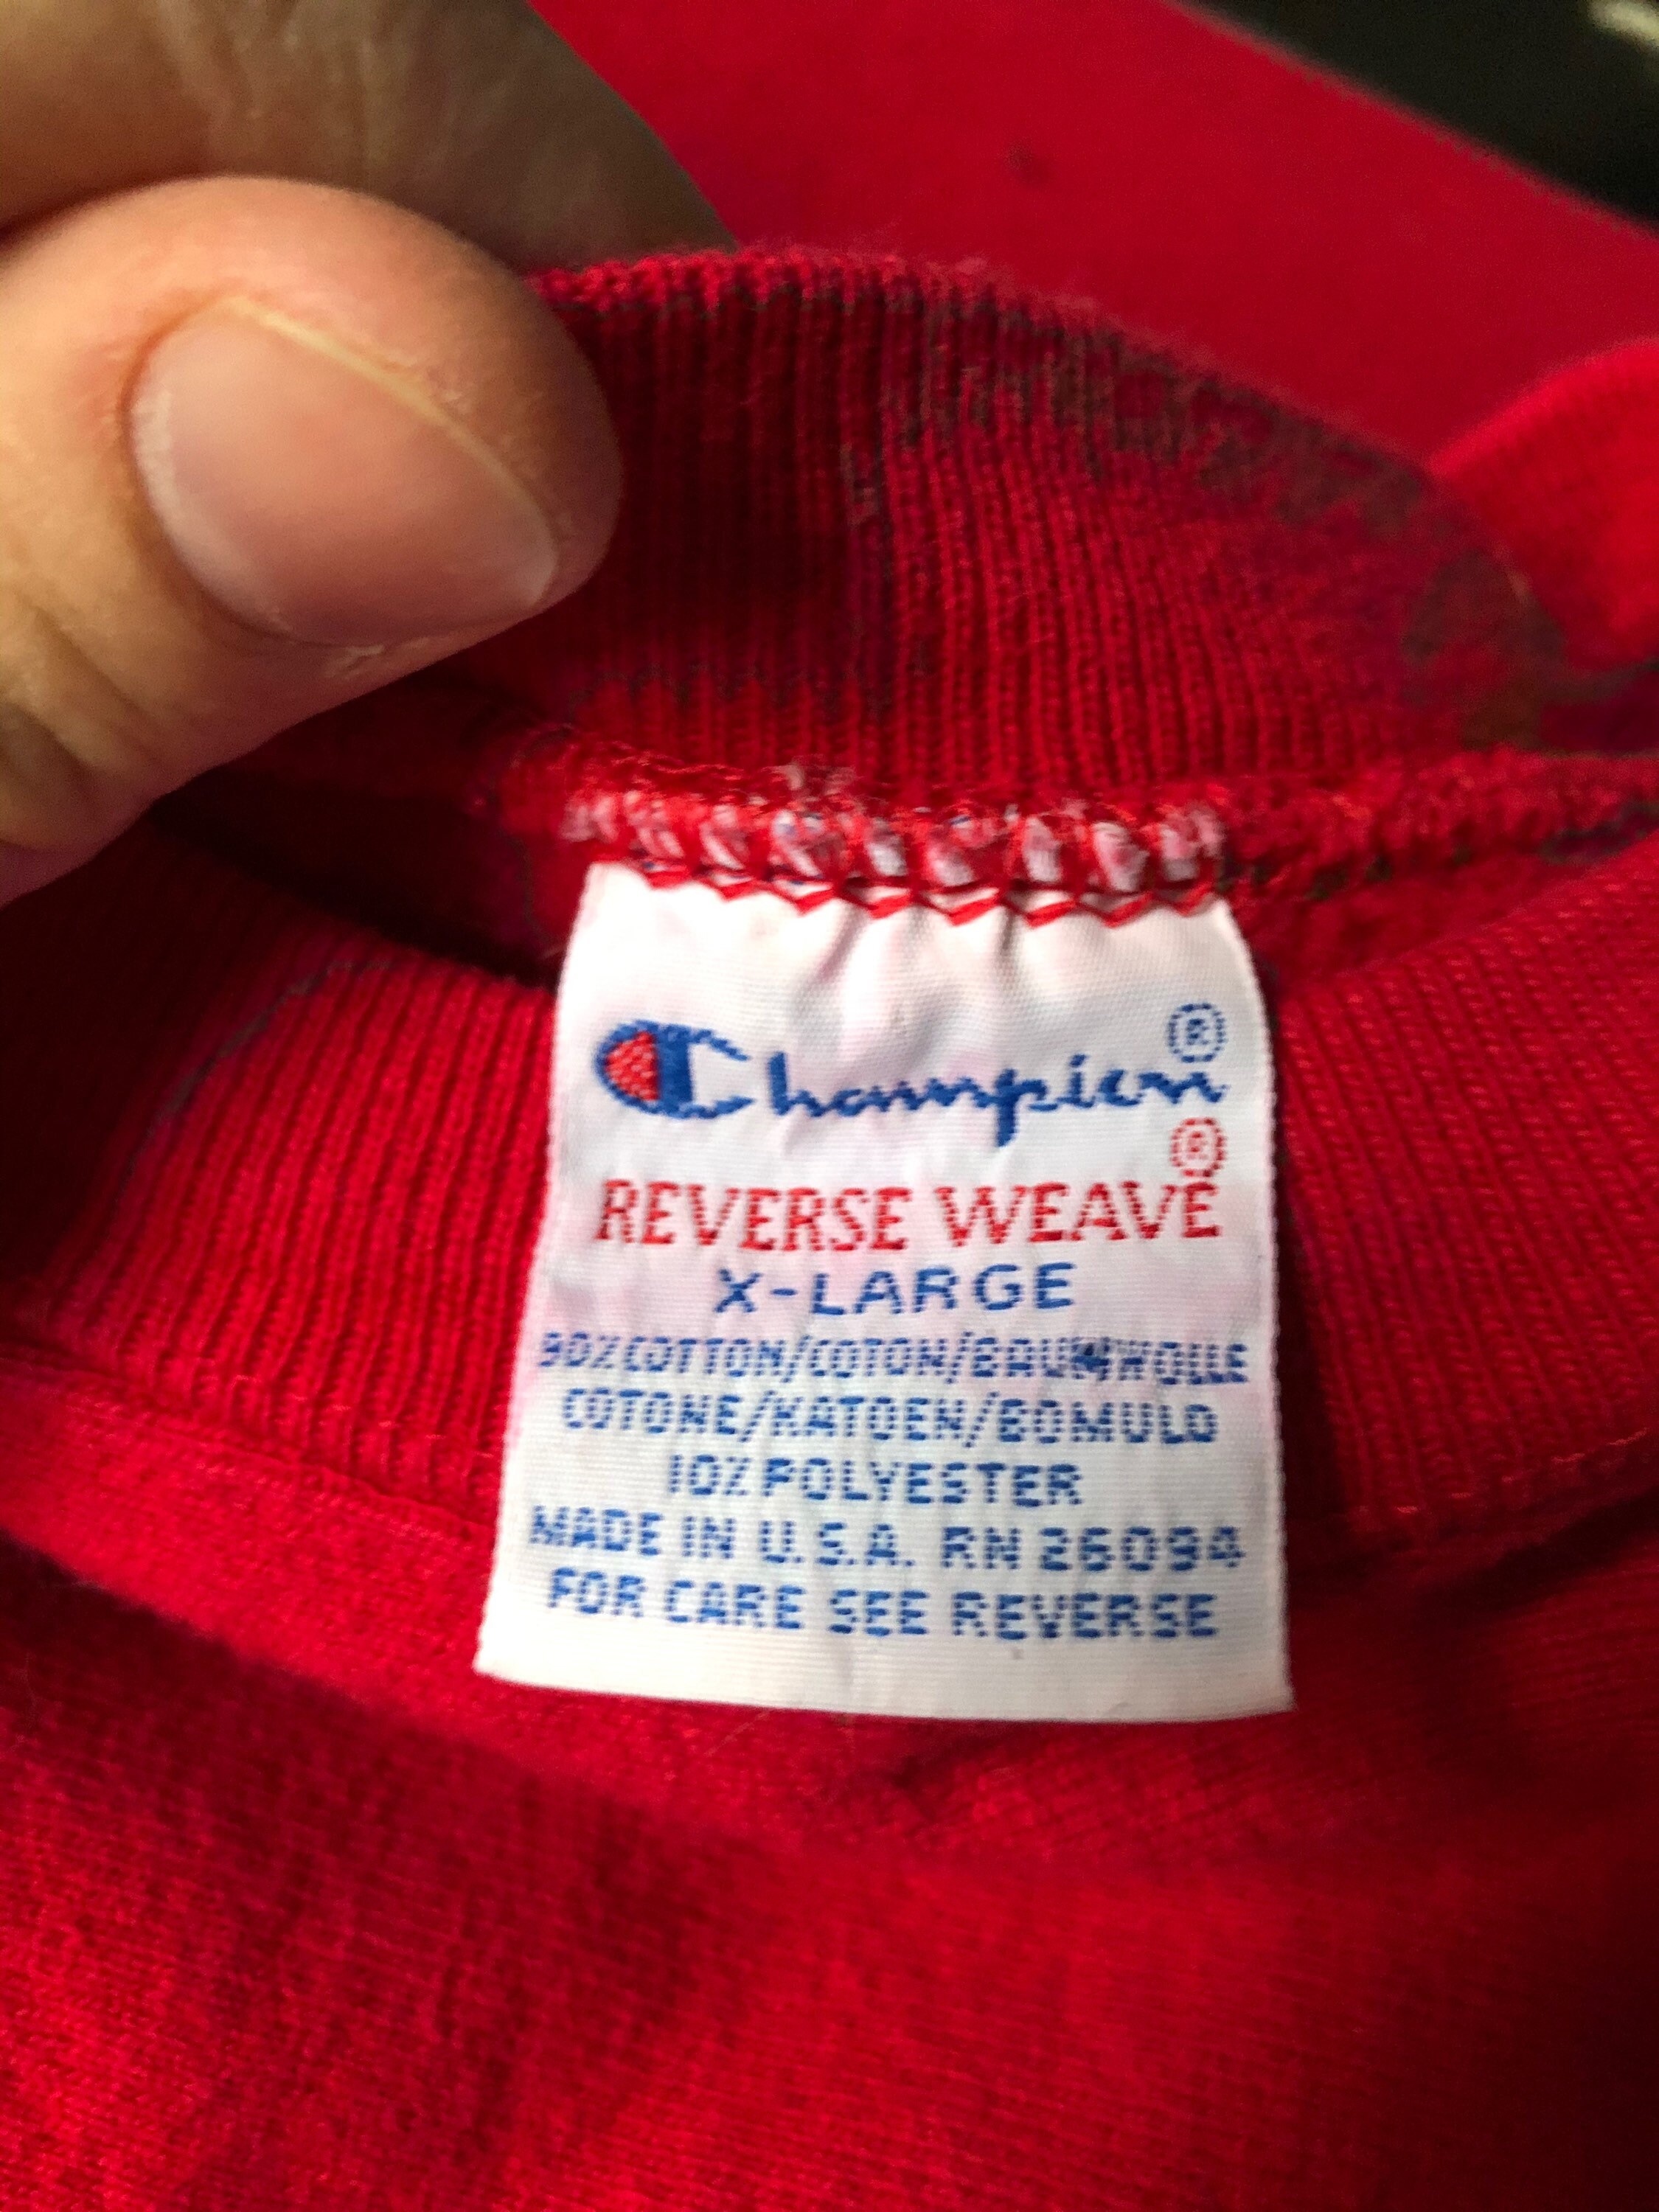 Champion®
REVERSE WEAVE®
X-LARGE
90% COTTON/COTON/BAUMWOLLE
COTONE/KATOEN/BOMULD
10% POLYESTER
MADE IN U.S.A. RN 26094
FOR CARE SEE REVERSE